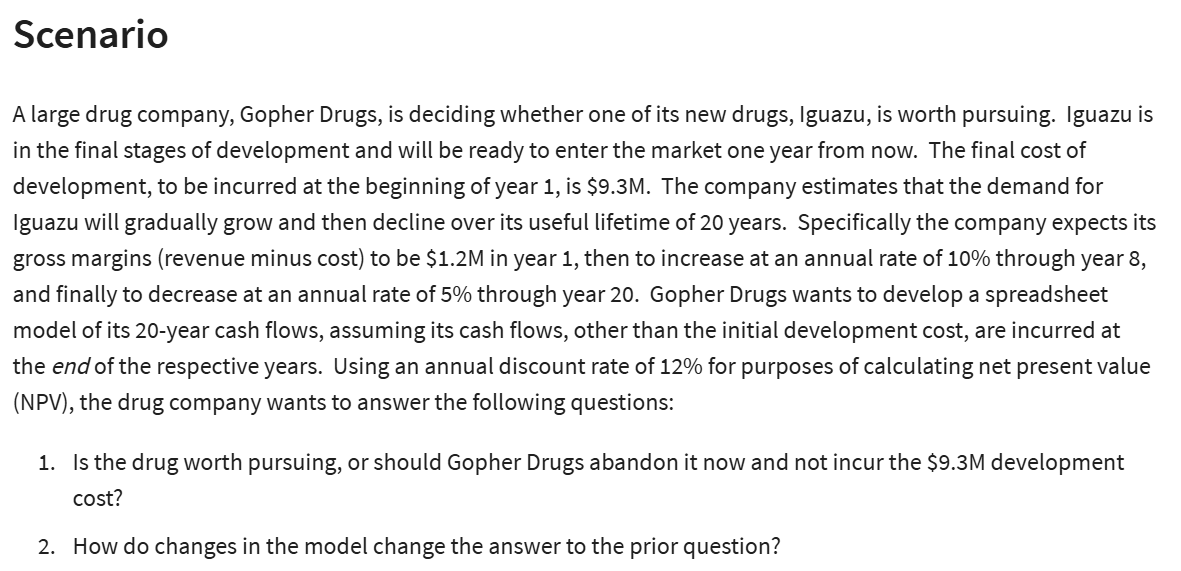 Scenario
A large drug company, Gopher Drugs, is deciding whether one of its new drugs, Iguazu, is worth pursuing.  Iguazu is
in the final stages of development and will be ready to enter the market one year from now.  The final cost of
development, to be incurred at the beginning of year 1, is $9.3M.  The company estimates that the demand for
Iguazu will gradually grow and then decline over its useful lifetime of 20 years.  Specifically the company expects its
gross margins (revenue minus cost) to be $1.2M in year 1, then to increase at an annual rate of 10% through year 8,
and finally to decrease at an annual rate of 5% through year 20.  Gopher Drugs wants to develop a spreadsheet
model of its 20-year cash flows, assuming its cash flows, other than the initial development cost, are incurred at
the end of the respective years.  Using an annual discount rate of 12% for purposes of calculating net present value
(NPV), the drug company wants to answer the following questions:
1. Is the drug worth pursuing, or should Gopher Drugs abandon it now and not incur the $9.3M development
cost?
2. How do changes in the model change the answer to the prior question?